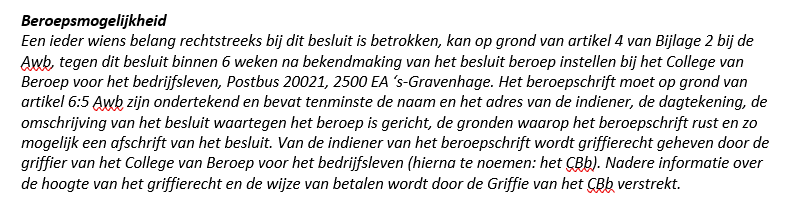 Beroepsmogelijkheid
Een ieder wiens belang rechtstreeks bij dit besluit is betrokken, kan op grond van artikel 4 van Bijlage 2 bij de
Awb, tegen dit besluit binnen 6 weken na bekendmaking van het besluit beroep instellen bij het College van
Beroep voor het bedrijfsleven, Postbus 20021, 2500 EA ‘s-Gravenhage. Het beroepschrift moet op grond van
artikel 6:5 Awb zijn ondertekend en bevat tenminste de naam en het adres van de indiener, de dagtekening, de
omschrijving van het besluit waartegen het beroep is gericht, de gronden waarop het beroepschrift rust en zo
mogelijk een afschrift van het besluit. Van de indiener van het beroepschrift wordt griffierecht geheven door de
griffier van het College van Beroep voor het bedrijfsleven (hierna te noemen: het CBb). Nadere informatie over
de hoogte van het griffierecht en de wijze van betalen wordt door de Griffie van het CBb verstrekt.